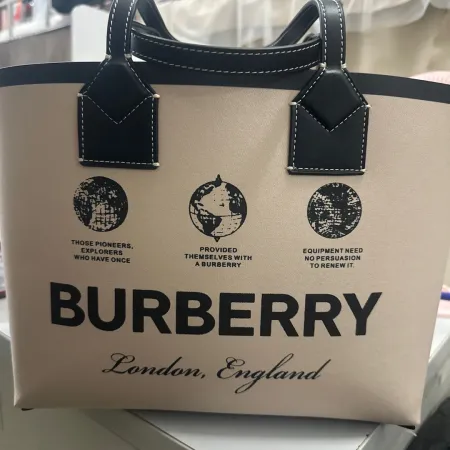 THOSE PIONEERS,
EXPLORERS
WHO HAVE ONCE
PROVIDED
THEMSELVES WITH
A BURBERRY
EQUIPMENT NEED
NO PERSUASION
TO RENEW IT.
BURBERRY
London, England